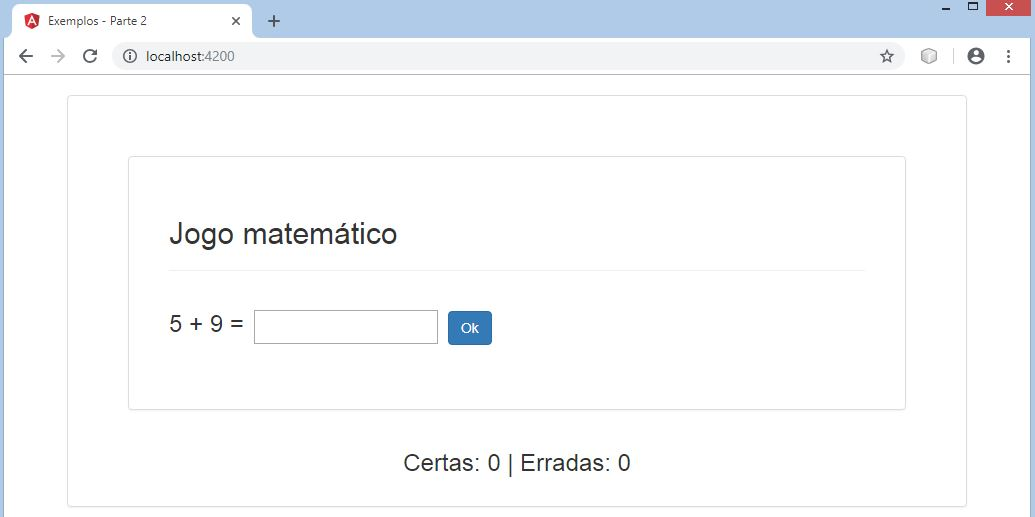 Exemplos - Parte 2
localhost:4200
Jogo matemático
5 + 9 =
Ok
Certas: 0 | Erradas: 0